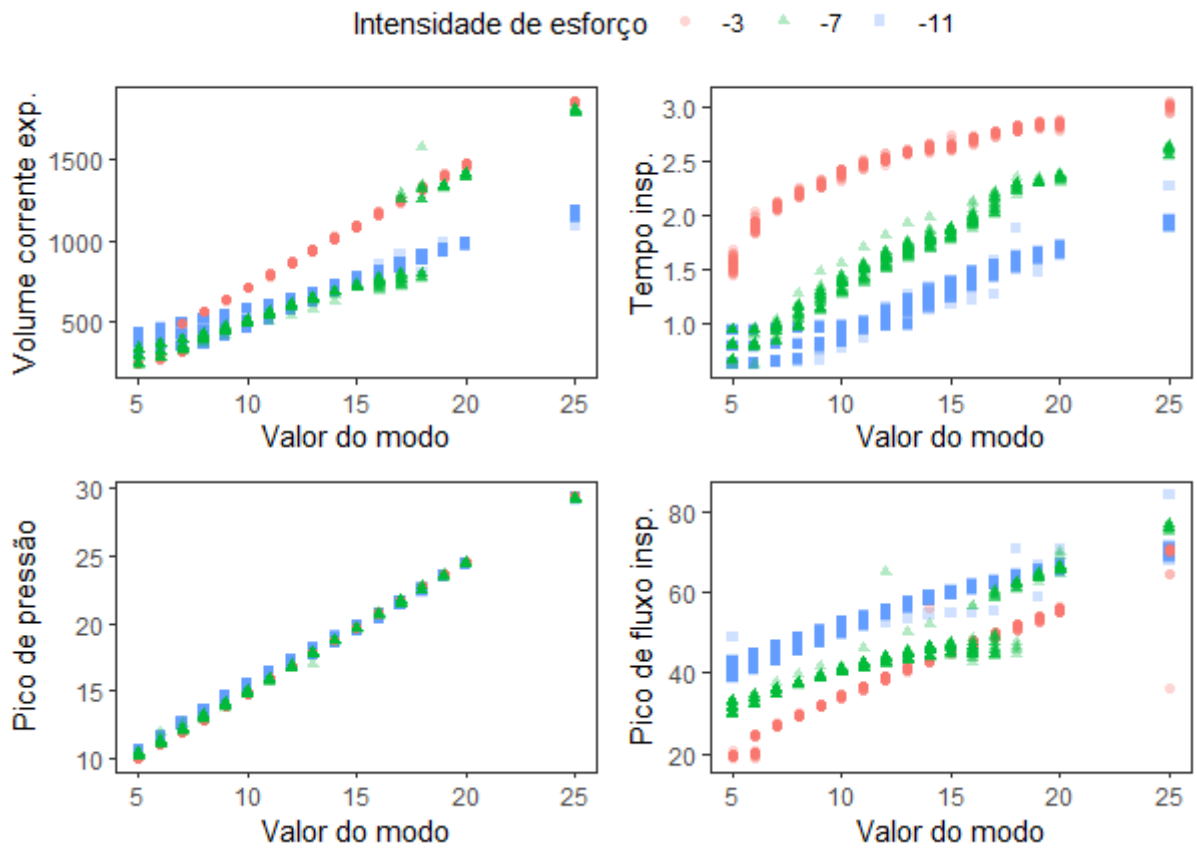 Intensidade de esforço -3 -7 -11
Volume corrente exp.
1500
1000
500
5 10 15 20 25
Valor do modo
Tempo insp.
3.0
2.5
2.0
1.5
1.0
5 10 15 20 25
Valor do modo
Pico de pressão
30
25
20
15
10
5 10 15 20 25
Valor do modo
Pico de fluxo insp.
80
60
40
20
5 10 15 20 25
Valor do modo